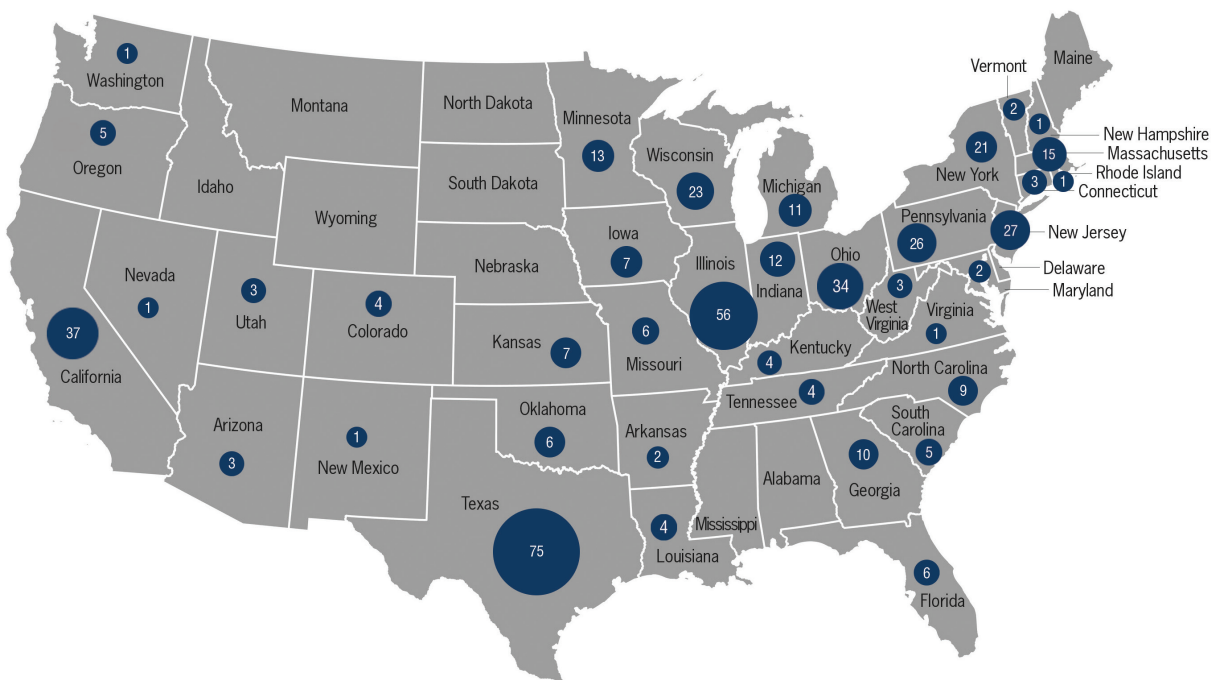 Washington
1
Oregon
5
California
37
Nevada
1
Idaho
Montana
Wyoming
Utah
3
Colorado
4
Arizona
3
New Mexico
1
North Dakota
South Dakota
Nebraska
Kansas
7
Oklahoma
6
Texas
75
Minnesota
13
Iowa
7
Missouri
6
Arkansas
2
Louisiana
4
Wisconsin
23
Illinois
56
Michigan
11
Indiana
12
Ohio
34
Kentucky
4
Tennessee
4
Mississippi
Alabama
Georgia
10
Florida
6
South
Carolina
5
North Carolina
9
Virginia
1
West
Virginia
3
Pennsylvania
26
New York
21
Vermont
2
Maine
1
New Hampshire
15
Massachusetts
1
Rhode Island
3
Connecticut
27
New Jersey
Delaware
2
Maryland